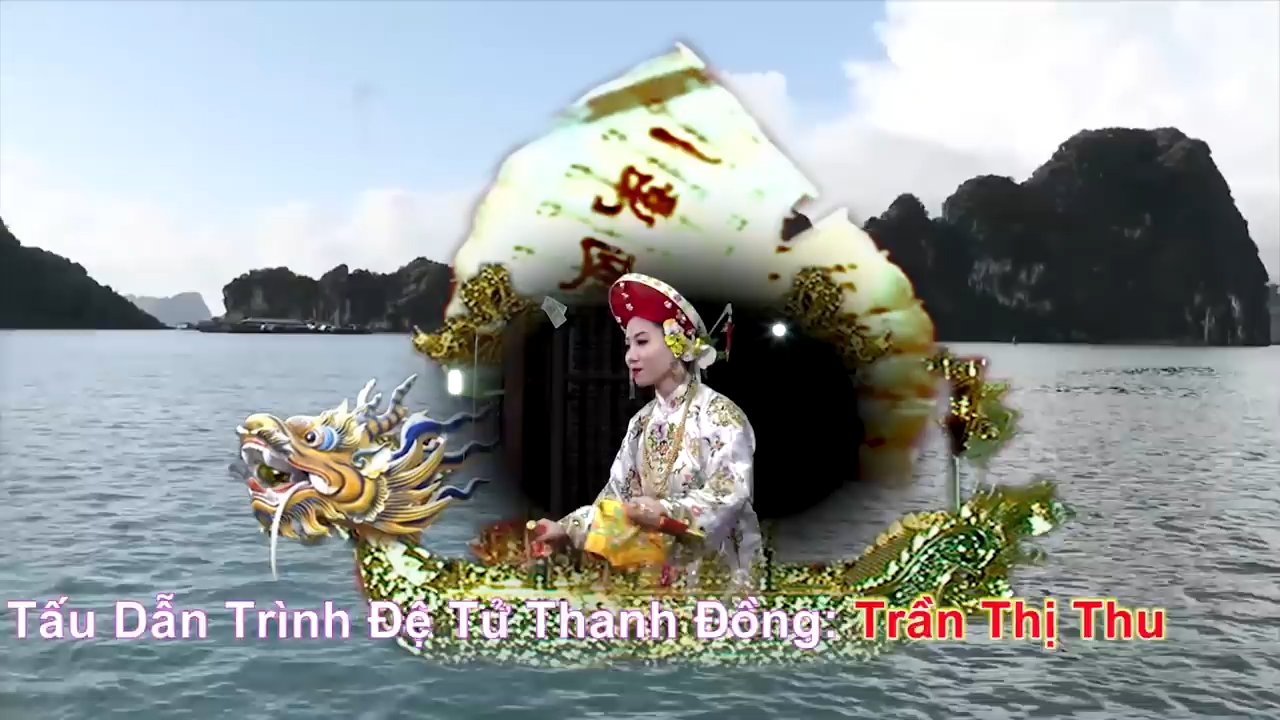 Tấu Dẫn Trình Đệ Tử Thanh Đồng: Trần Thị Thu